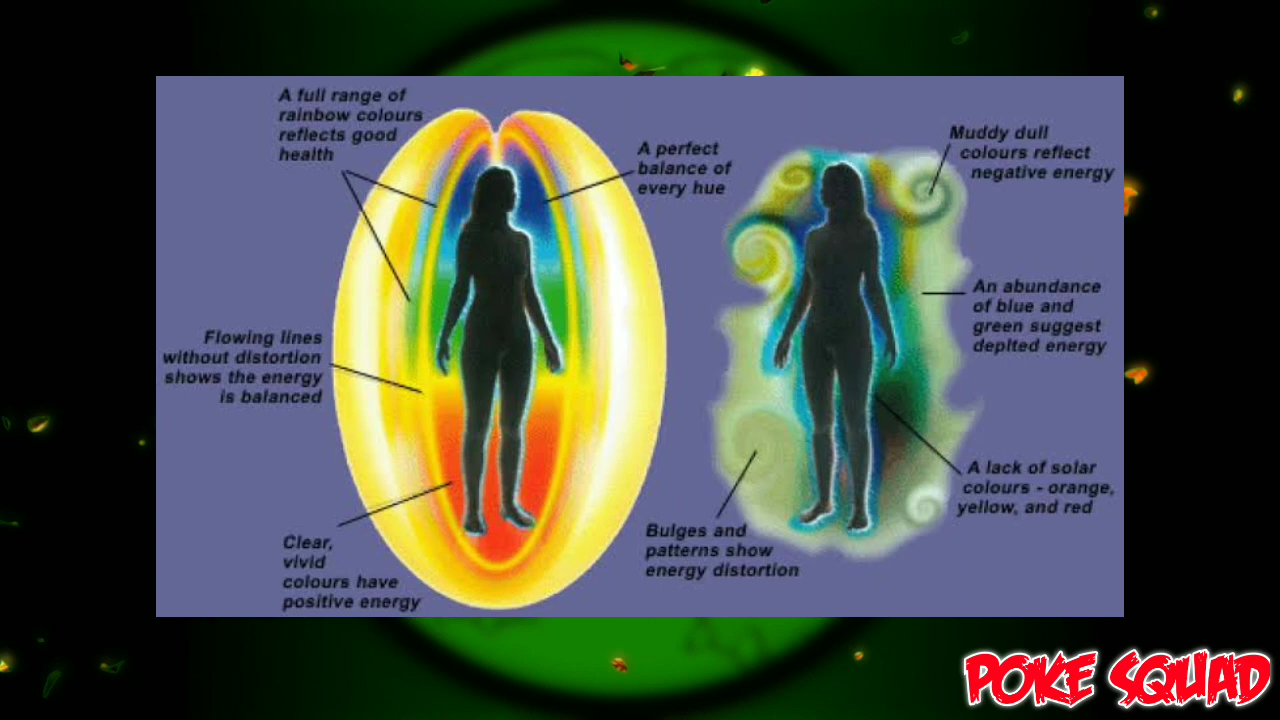 A full range of
rainbow colours
reflects good
health
A perfect
balance of
every hue
Flowing lines
without distortion
shows the energy
is balanced
Clear,
vivid
colours have
positive energy
Muddy dull
colours reflect
negative energy
An abundance
of blue and
green suggest
deplted energy
A lack of solar
colours - orange,
yellow, and red
Bulges and
patterns show
energy distortion
POKE SQUAD